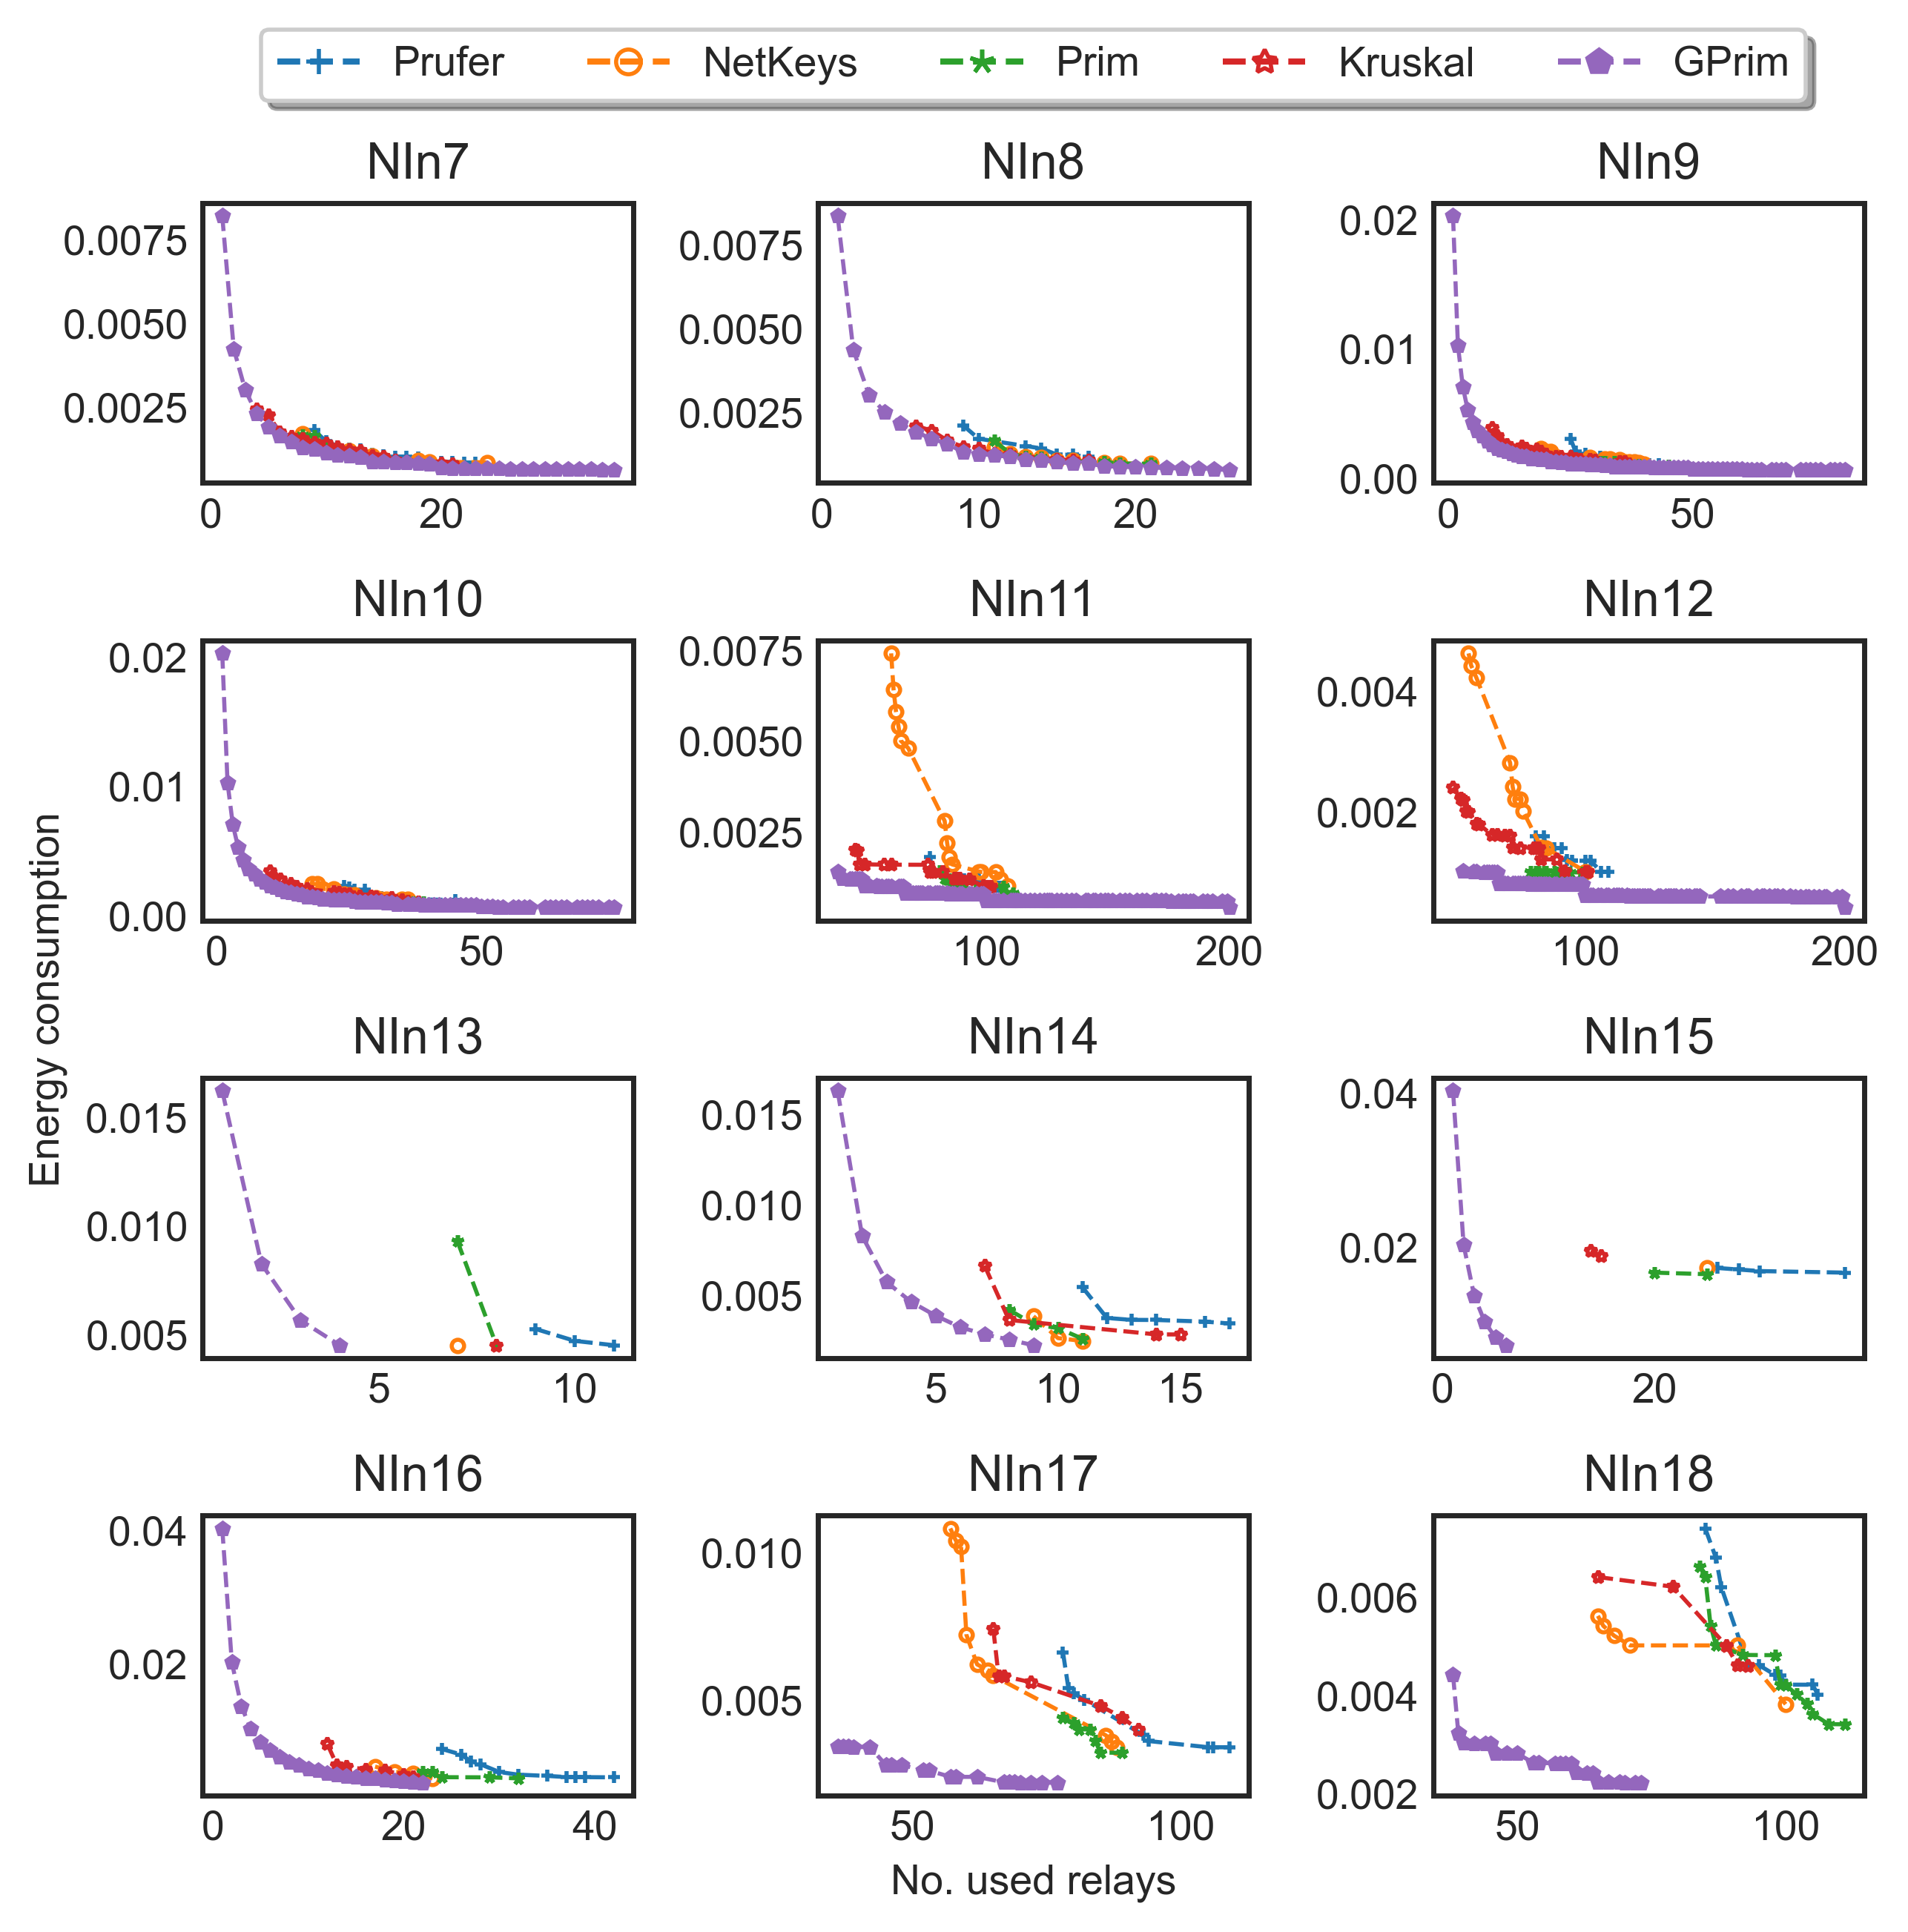 Prufer NetKeys Prim Kruskal GPrim
NIn7 NIn8 NIn9
0.0075 0.0075 0.02
0.0050 0.0050 0.01
0.0025 0.0025 0.00
0 20 0 10 20 0 50
NIn10 NIn11 NIn12
0.02 0.0075 0.004
0.01 0.0050 0.002
0.00 0.0025
0 50 100 200 100 200
Energy consumption
NIn13 NIn14 NIn15
0.015 0.015 0.04
0.010 0.010 0.02
0.005 0.005
5 10 5 10 15 0 20
NIn16 NIn17 NIn18
0.04 0.010 0.006
0.02 0.005 0.004
0.002
0 20 40 50 100 50 100
No. used relays